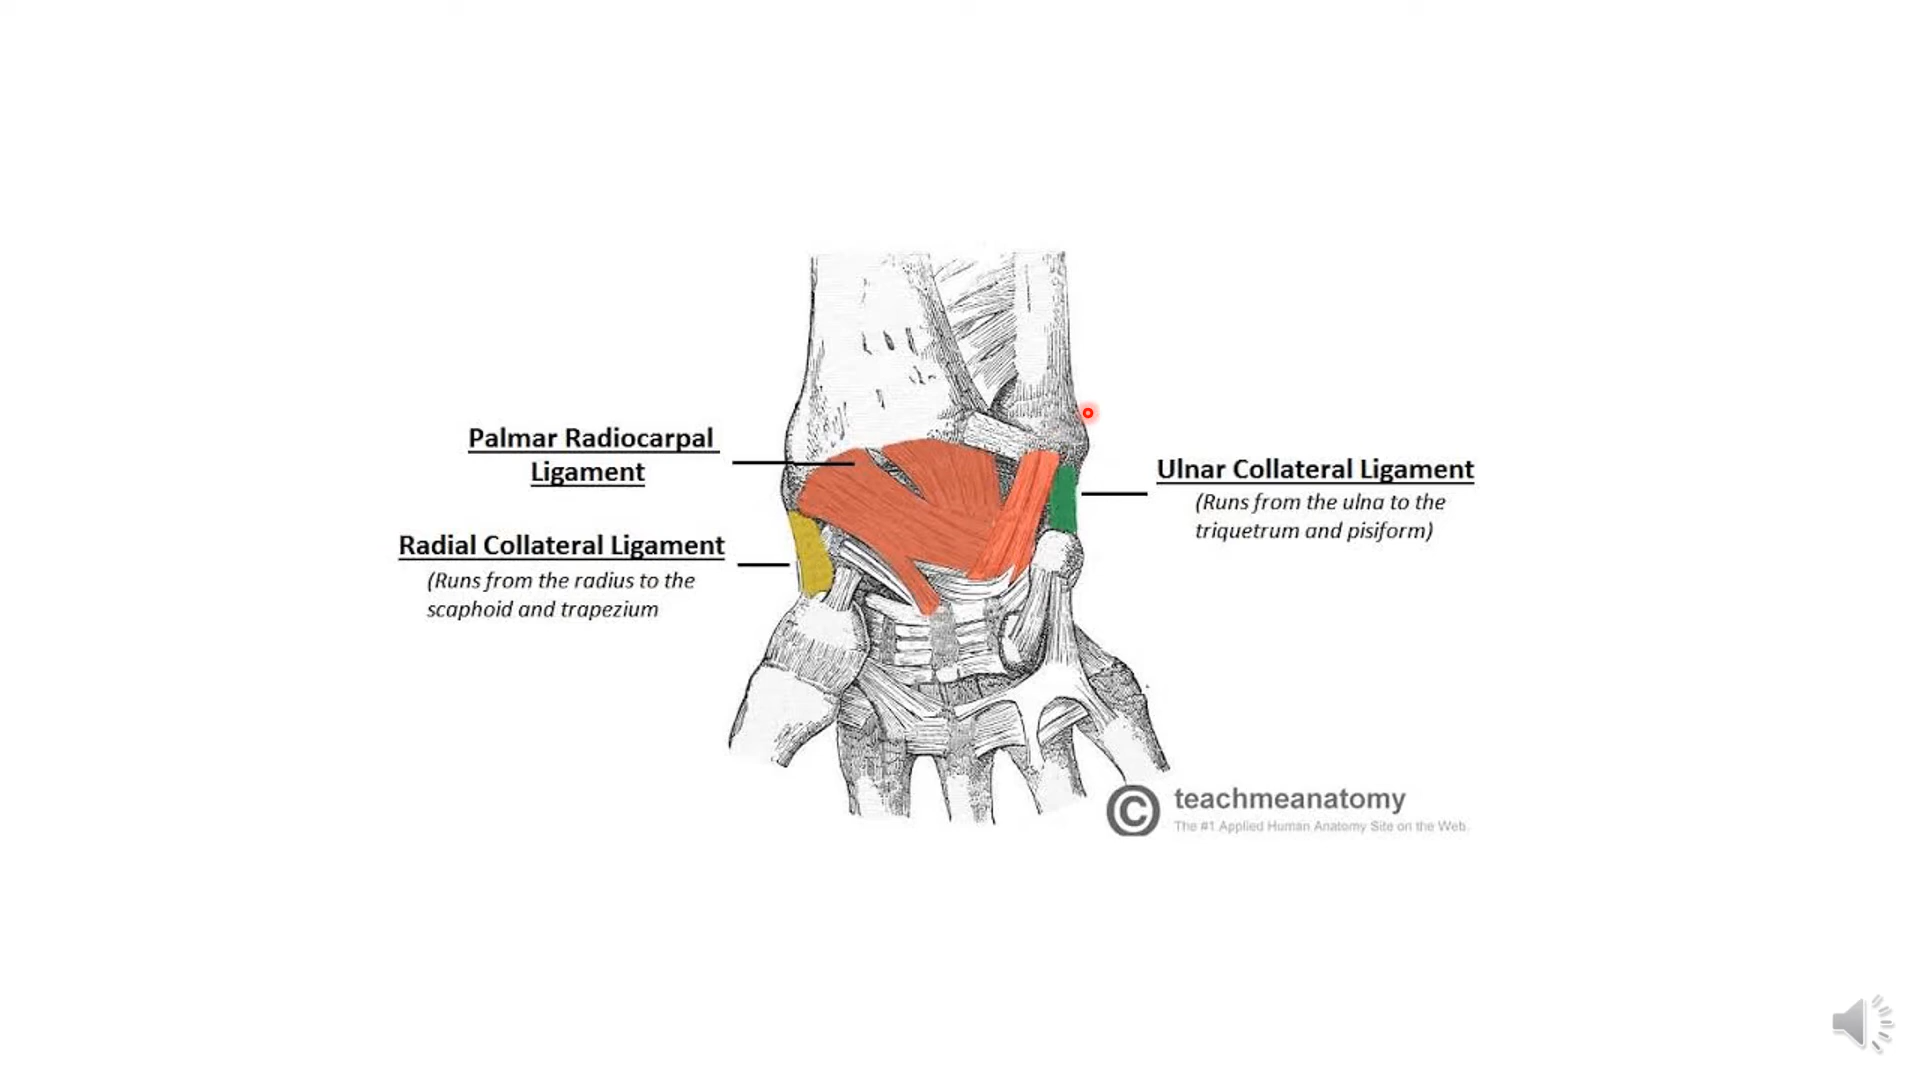 Palmar Radiocarpal
Ligament
Ulnar Collateral Ligament
(Runs from the ulna to the
triquetrum and pisiform)
Radial Collateral Ligament
(Runs from the radius to the
scaphoid and trapezium
© teachmeanatomy
The #1 Applied Human Anatomy Site on the Web